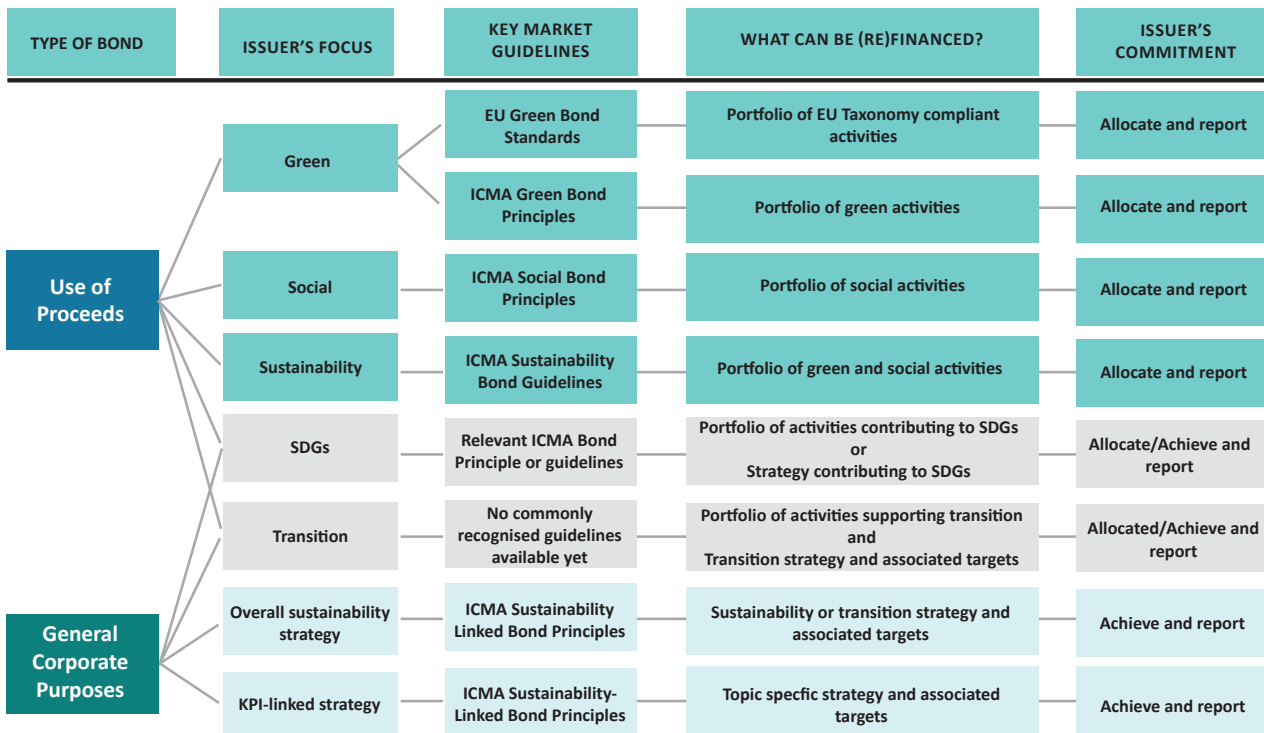 TYPE OF BOND
ISSUER'S FOCUS
KEY MARKET
GUIDELINES
WHAT CAN BE (RE)FINANCED?
ISSUER'S
COMMITMENT
Use of
Proceeds
Green
EU Green Bond
Standards
Portfolio of EU Taxonomy compliant
activities
Allocate and report
ICMA Green Bond
Principles
Portfolio of green activities
Allocate and report
Social
ICMA Social Bond
Principles
Portfolio of social activities
Allocate and report
Sustainability
ICMA Sustainability
Bond Guidelines
Portfolio of green and social activities
Allocate and report
SDGs
Relevant ICMA Bond
Principle or guidelines
Portfolio of activities contributing to SDGs
or
Strategy contributing to SDGs
Allocate/Achieve and
report
Transition
No commonly
recognised guidelines
available yet
Portfolio of activities supporting transition
and
Transition strategy and associated targets
Allocated/Achieve and
report
General
Corporate
Purposes
Overall sustainability
strategy
ICMA Sustainability
Linked Bond Principles
Sustainability or transition strategy and
associated targets
Achieve and report
KPI-linked strategy
ICMA Sustainability-
Linked Bond Principles
Topic specfic strategy and associated
targets
Achieve and report